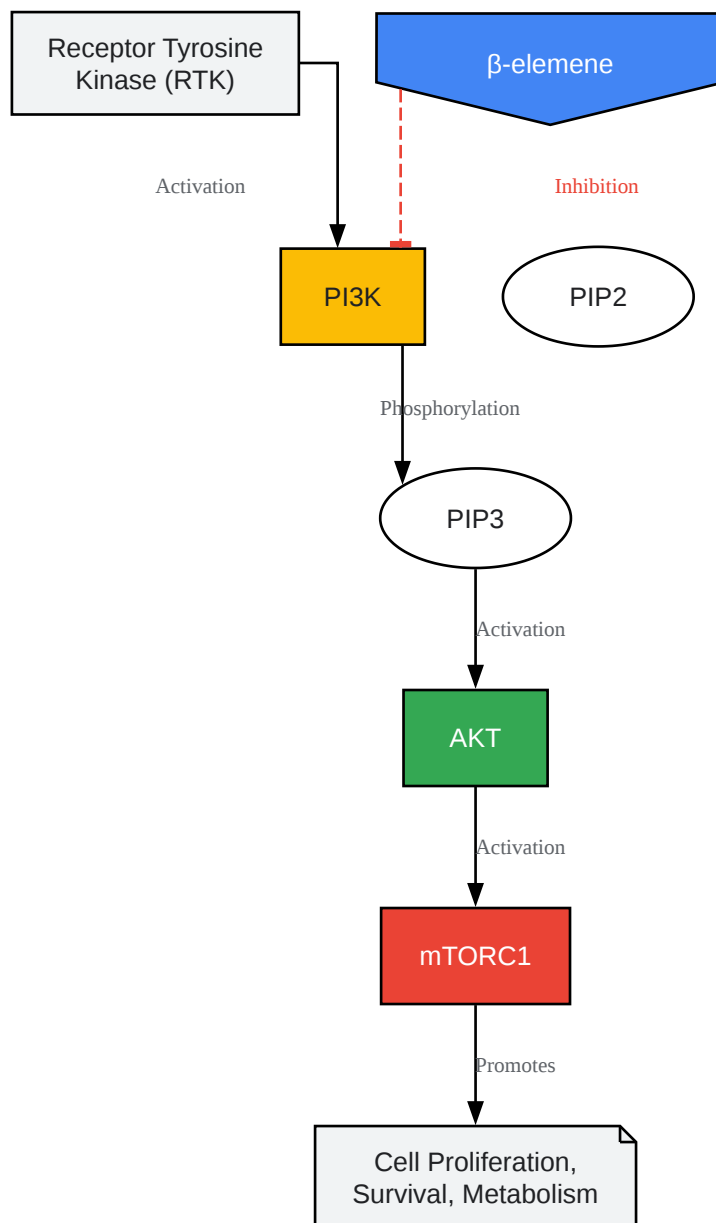 Receptor Tyrosine
Kinase (RTK)
β-elemene
Activation
Inhibition
PI3K
PIP2
Phosphorylation
PIP3
Activation
AKT
Activation
mTORC1
Promotes
Cell Proliferation,
Survival, Metabolism